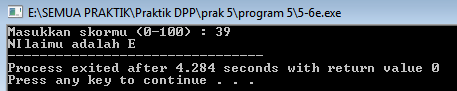 E:\SEMUA PRAKTIK\Praktik DPP\prak 5\program 5\5-6e.exe
Masukkan skormu (0-100) : 39
NIlaimu adalah E
--------------------------------
Process exited after 4.284 seconds with return value 0
Press any key to continue . . .